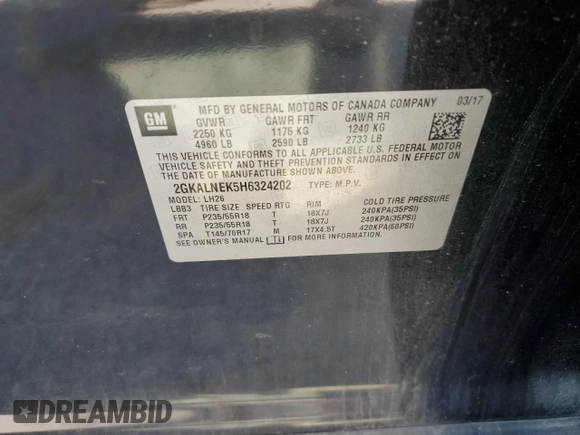 GM
MFD BY GENERAL MOTORS OF CANADA COMPANY 03/17
GVWR GAWR FRT GAWR RR
2250 KG 1175 KG 1240 KG
4960 LB 2590 LB 2733 LB
THIS VEHICLE CONFORMS TO ALL APPLICABLE U.S. FEDERAL MOTOR
VEHICLE SAFETY AND THEFT PREVENTION STANDARDS IN EFFECT ON
THE DATE OF MANUFACTURE SHOWN ABOVE.
2GKALNEK5H6324202 TYPE: M.P.V.
MODEL: LH26
LBB3 TIRE SIZE SPEED RTG RIM COLD TIRE PRESSURE
FRT P235/55R18 T 18X7J 240KPA(35PSI)
RR P235/55R18 T 18X7J 240KPA(35PSI)
SPA T145/70R17 M 17X4.5T 420KPA(60PSI)
SEE OWNER'S MANUAL FOR MORE INFORMATION.
DREAMBID